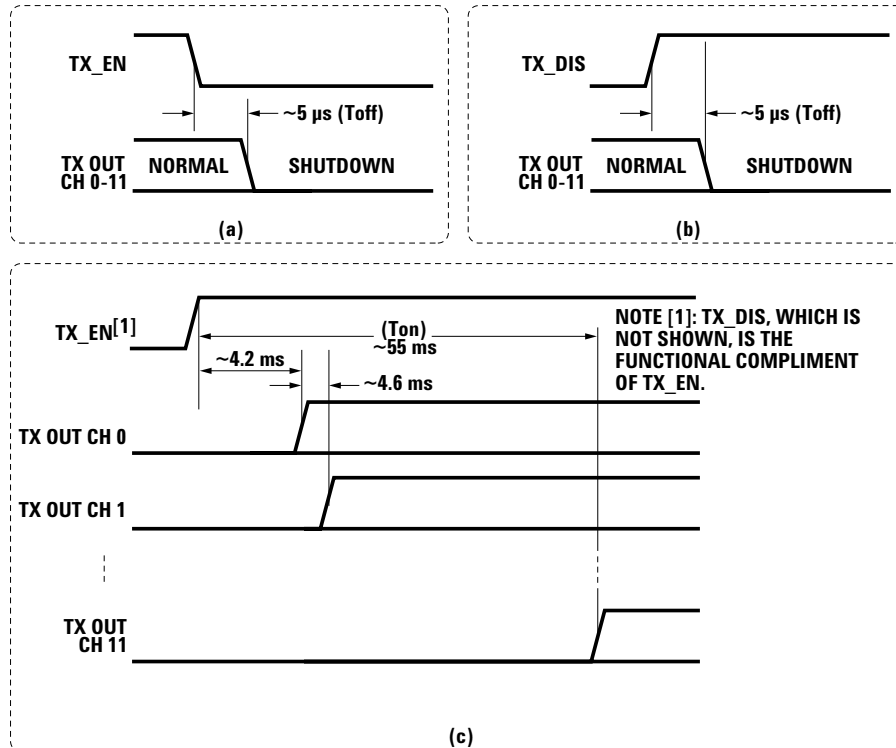 TX_EN
~5 µs (Toff)
TX OUT
CH 0-11
NORMAL
SHUTDOWN
(a)
TX_DIS
~5 µs (Toff)
TX OUT
CH 0-11
NORMAL
SHUTDOWN
(b)
TX_EN[1]
(Ton)
~55 ms
~4.2 ms
~4.6 ms
NOTE [1]: TX_DIS, WHICH IS
NOT SHOWN, IS THE
FUNCTIONAL COMPLIMENT
OF TX_EN.
TX OUT CH 0
TX OUT CH 1
TX OUT
CH 11
(c)